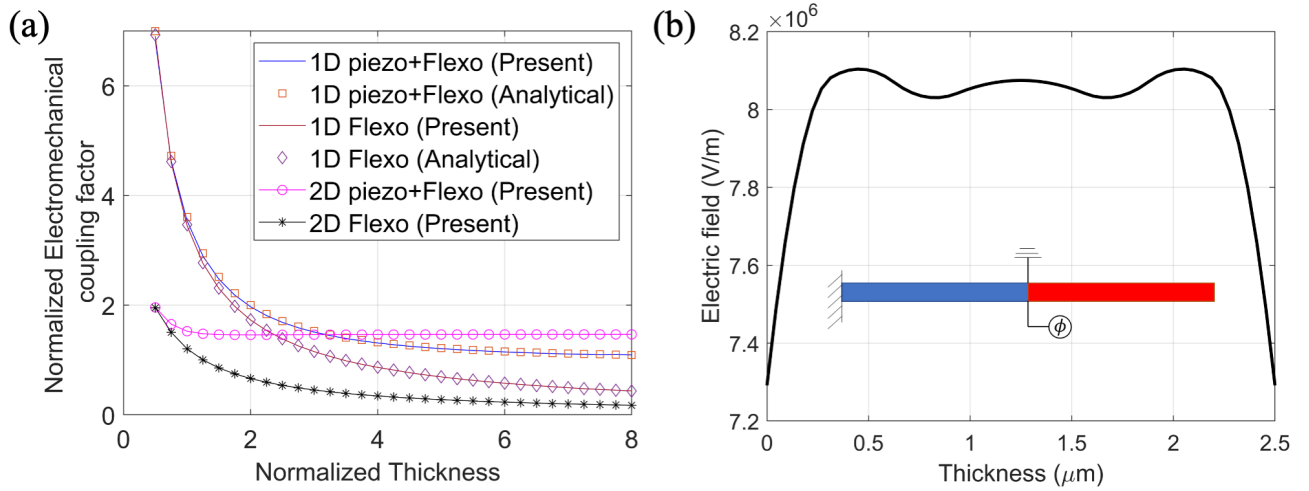 (a)
Normalized Electromechanical
coupling factor
6
4
2
0
1D piezo+Flexo (Present)
1D piezo+Flexo (Analytical)
1D Flexo (Present)
1D Flexo (Analytical)
2D piezo+Flexo (Present)
2D Flexo (Present)
0 2 4 6 8
Normalized Thickness
(b)
×10⁶
Electric field (V/m)
8.2
8
7.8
7.6
7.4
7.2
ϕ
0 0.5 1 1.5 2 2.5
Thickness (μm)